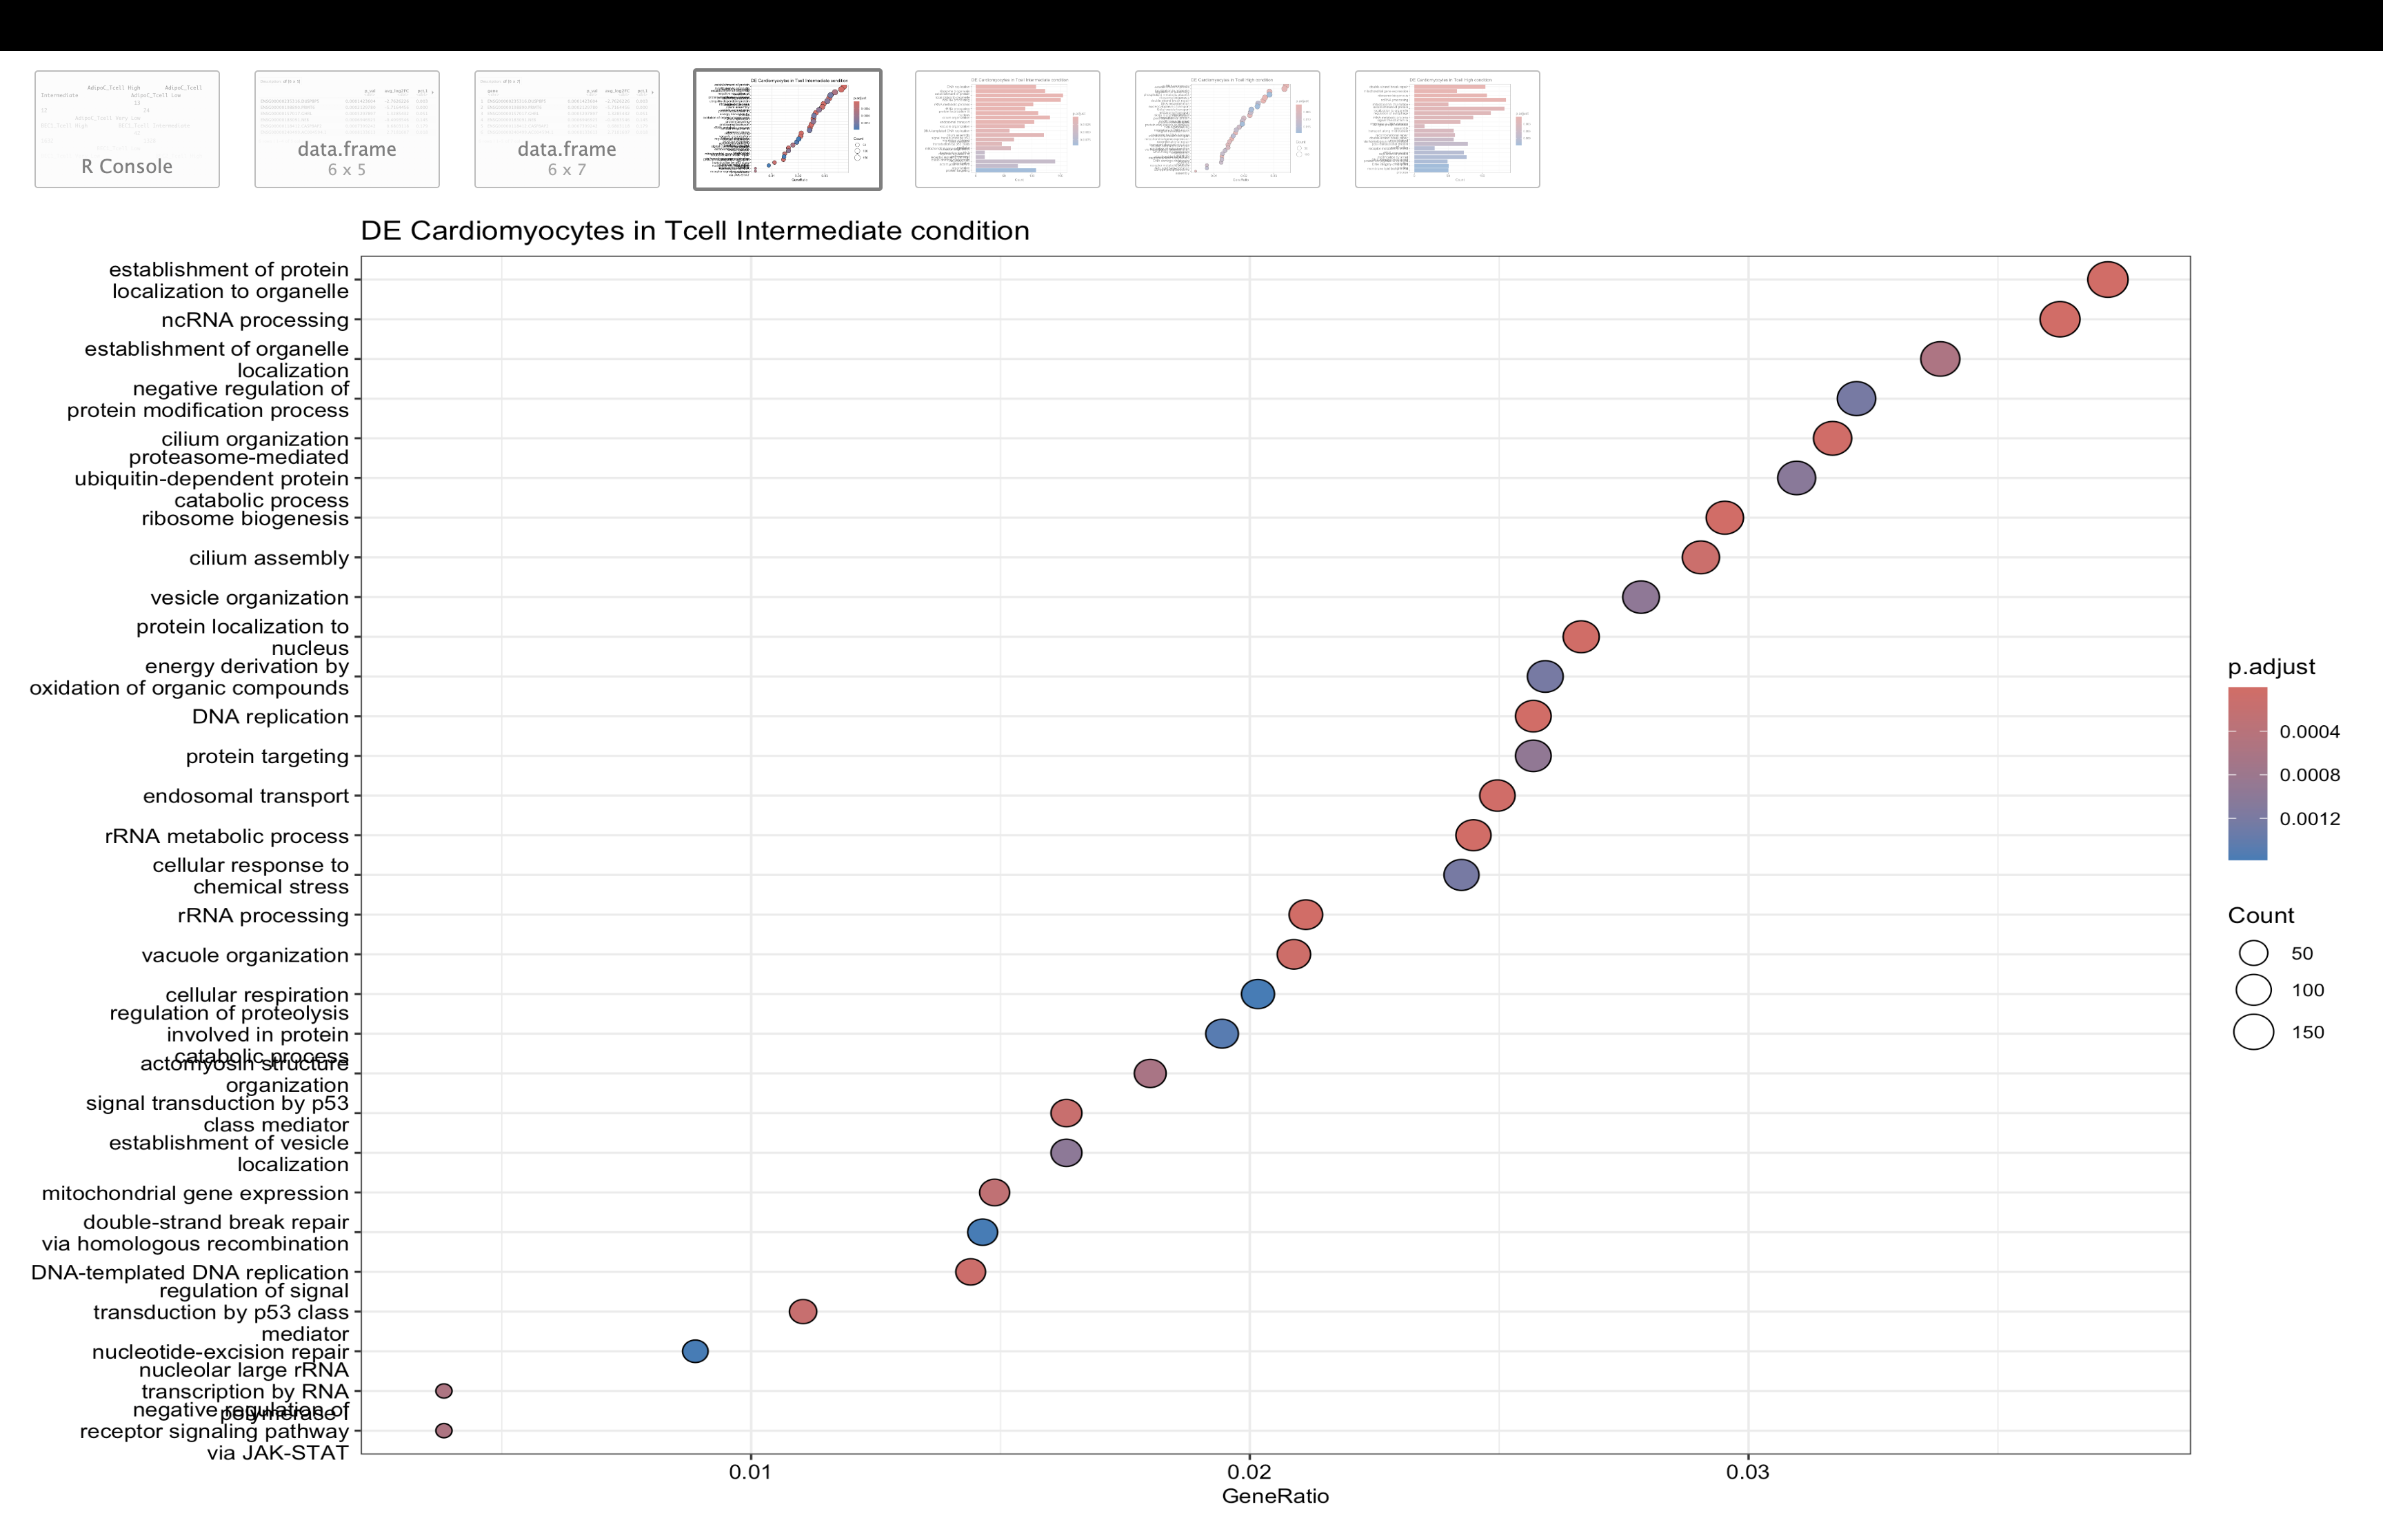 R Console
data.frame
6 x 5
data.frame
6 x 7
DE Cardiomyocytes in Tcell Intermediate condition
establishment of protein
localization to organelle
ncRNA processing
establishment of organelle
localization
negative regulation of
protein modification process
cilium organization
proteasome-mediated
ubiquitin-dependent protein
catabolic process
ribosome biogenesis
cilium assembly
vesicle organization
protein localization to
nucleus
energy derivation by
oxidation of organic compounds
DNA replication
protein targeting
endosomal transport
rRNA metabolic process
cellular response to
chemical stress
rRNA processing
vacuole organization
cellular respiration
regulation of proteolysis
involved in protein
catabolic process
actomyosin structure
organization
signal transduction by p53
class mediator
establishment of vesicle
localization
mitochondrial gene expression
double-strand break repair
via homologous recombination
DNA-templated DNA replication
regulation of signal
transduction by p53 class
mediator
nucleotide-excision repair
nucleolar large rRNA
transcription by RNA
polymerase I
negative regulation of
receptor signaling pathway
via JAK-STAT
0.01
0.02
0.03
GeneRatio
p.adjust
0.0004
0.0008
0.0012
Count
50
100
150